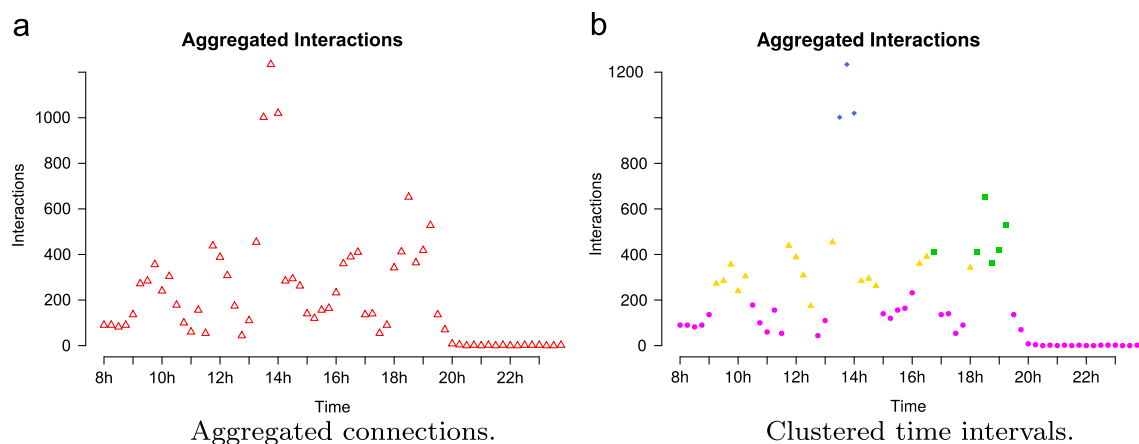 a
Aggregated Interactions
Interactions
1000
800
600
400
200
0
8h 10h 12h 14h 16h 18h 20h 22h
Time
Aggregated connections.
b
Aggregated Interactions
Interactions
1200
800
600
400
200
0
8h 10h 12h 14h 16h 18h 20h 22h
Time
Clustered time intervals.